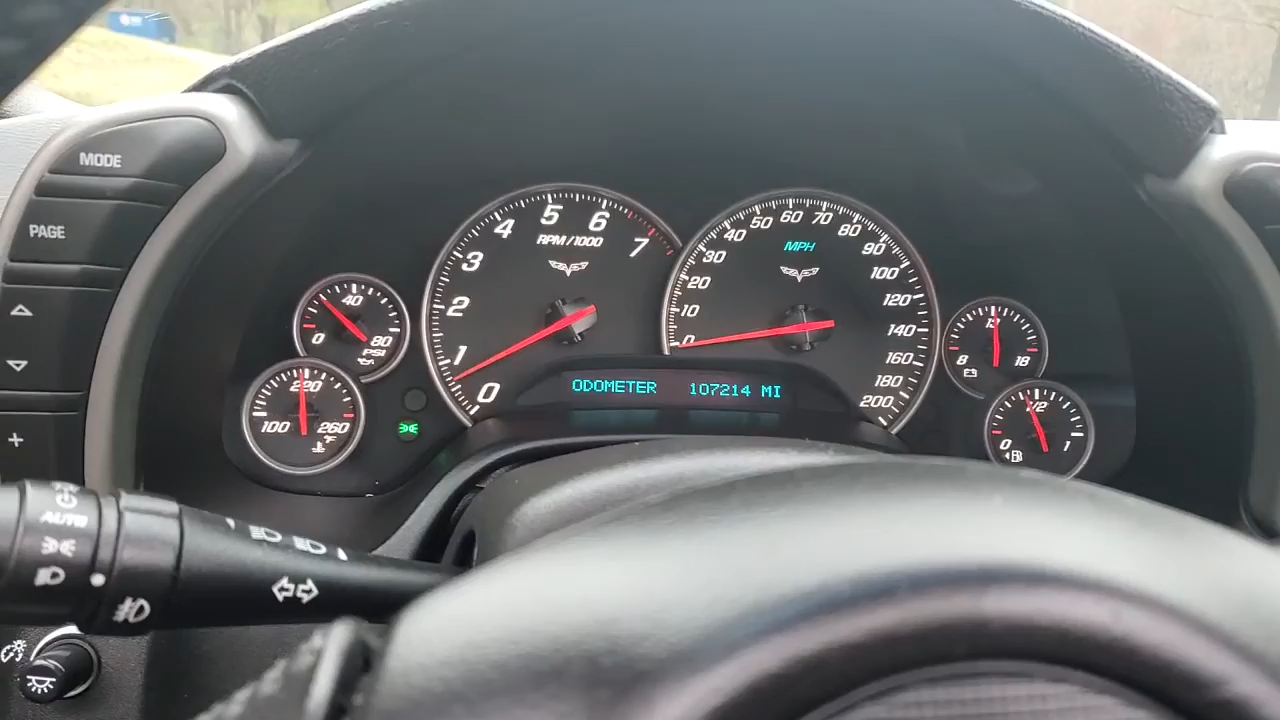 MODE
PAGE
+
0 40 80
PSI
100 220 260
°F
0 1 2 3 4 5 6 7
RPM/1000
0 10 20 30 40 50 60 70 80 90 100 120 140 160 180 200
MPH
ODOMETER 107214 MI
8 13 18
0 1/2 1
AUTO